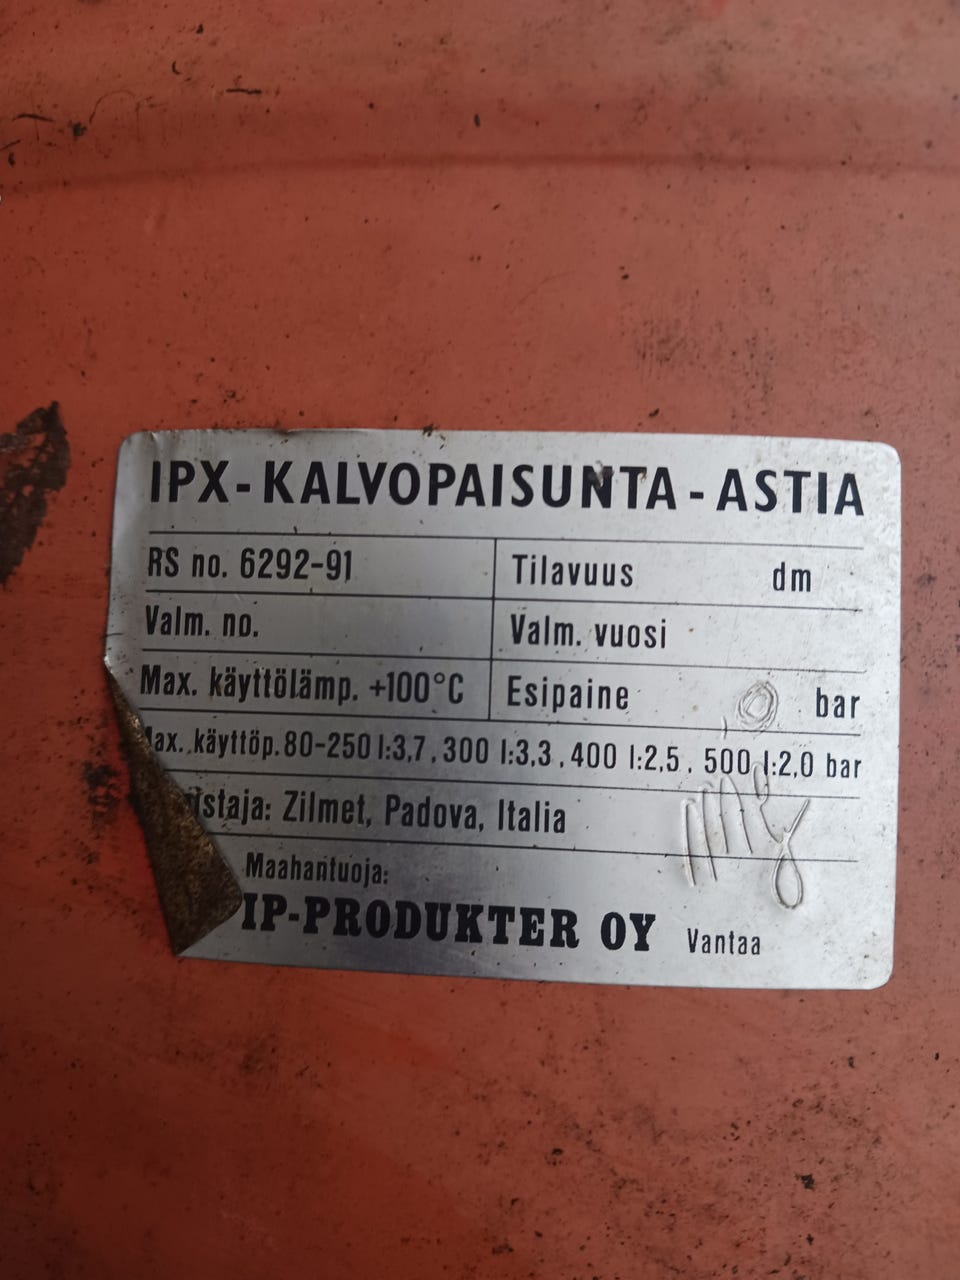 IPX-KALVOPAISUNTA-ASTIA
RS no. 6292-91 Tilavuus dm
Valm. no. Valm. vuosi
Max. käyttölämp. +100°C Esipaine bar
ax. käyttöp. 80-250 l:3,7 , 300 l:3,3 , 400 l:2,5 , 500 l:2,0 bar
istaja: Zilmet, Padova, Italia
Maahantuoja:
IP-PRODUKTER OY Vantaa